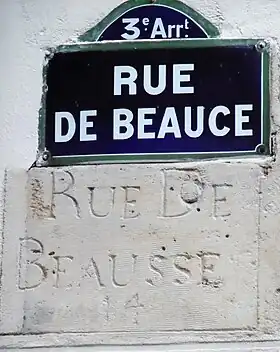 3e Arrt
RUE
DE BEAUCE
RUE DE
BEAUSSE
14